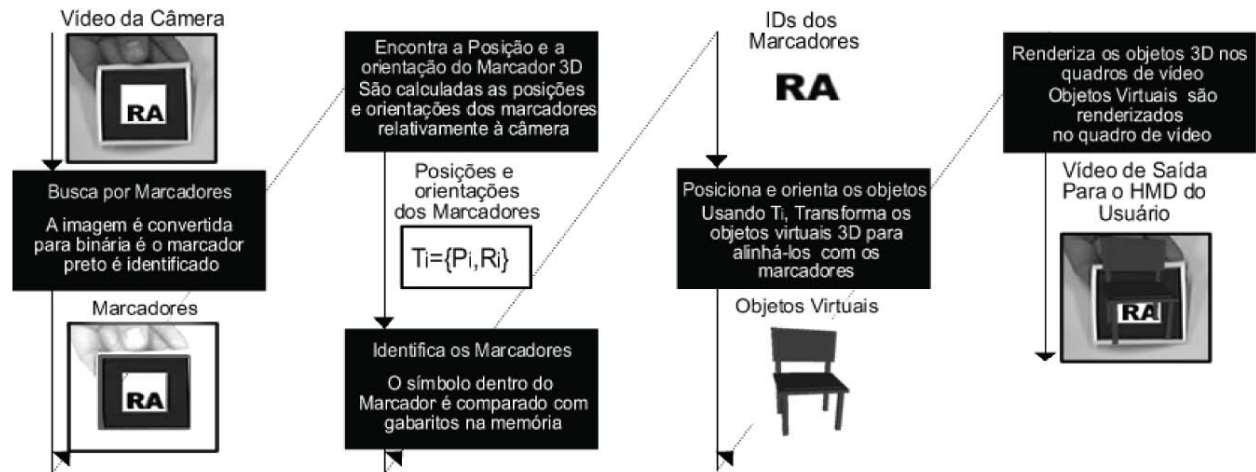 Vídeo da Câmera
RA
Busca por Marcadores
A imagem é convertida
para binária é o marcador
preto é identificado
Marcadores
RA
Encontra a Posição e a
orientação do Marcador 3D
São calculadas as posições
e orientações dos marcadores
relativamente à câmera
Posições e
orientações
dos Marcadores
Ti={Pi,Ri}
Identifica os Marcadores
O símbolo dentro do
Marcador é comparado com
gabaritos na memória
IDs dos
Marcadores
RA
Posiciona e orienta os objetos
Usando Ti, Transforma os
objetos virtuais 3D para
alinhá-los com os
marcadores
Objetos Virtuais
Renderiza os objetos 3D nos
quadros de vídeo
Objetos Virtuais são
renderizados
no quadro de vídeo
Vídeo de Saída
Para o HMD do
Usuário
RA